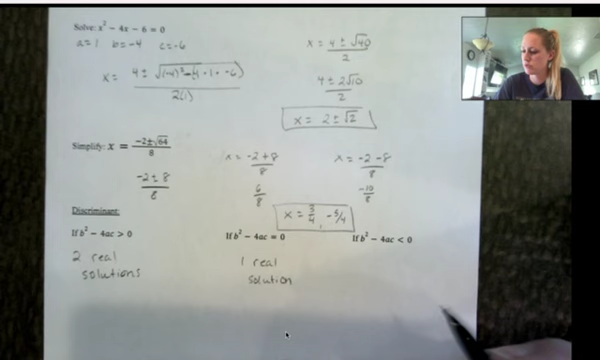 Solve: x² − 4x − 6 = 0
a=1 b=-4 c=-6
x = 4 ± √((-4)² - (4 · 1 · -6)) / 2(1)
x = 4 ± √40 / 2
4 ± 2√10 / 2
x = 2 ± √2
Simplify: x = −2±√64 / 8
-2 ± 8 / 8
x = -2 + 8 / 8
6 / 8
x = -2 - 8 / 8
-10 / 8
x = 3/4, -5/4
Discriminant:
If b² − 4ac > 0
If b² − 4ac = 0
If b² − 4ac < 0
2 real
solutions
1 real
solution